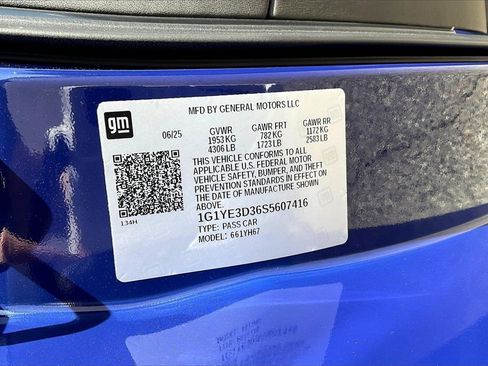 gm
MFD BY GENERAL MOTORS LLC
06/25 GVWR GAWR FRT GAWR RR
1953 KG 782 KG 1172 KG
4306 LB 1723 LB 2583 LB
THIS VEHICLE CONFORMS TO ALL
APPLICABLE U.S. FEDERAL MOTOR
VEHICLE SAFETY, BUMPER, AND THEFT
PREVENTION STANDARDS IN EFFECT ON THE
DATE OF MANUFACTURE SHOWN
ABOVE.
134H
1G1YE3D36S5607416
TYPE: PASS CAR
MODEL: 661YH67